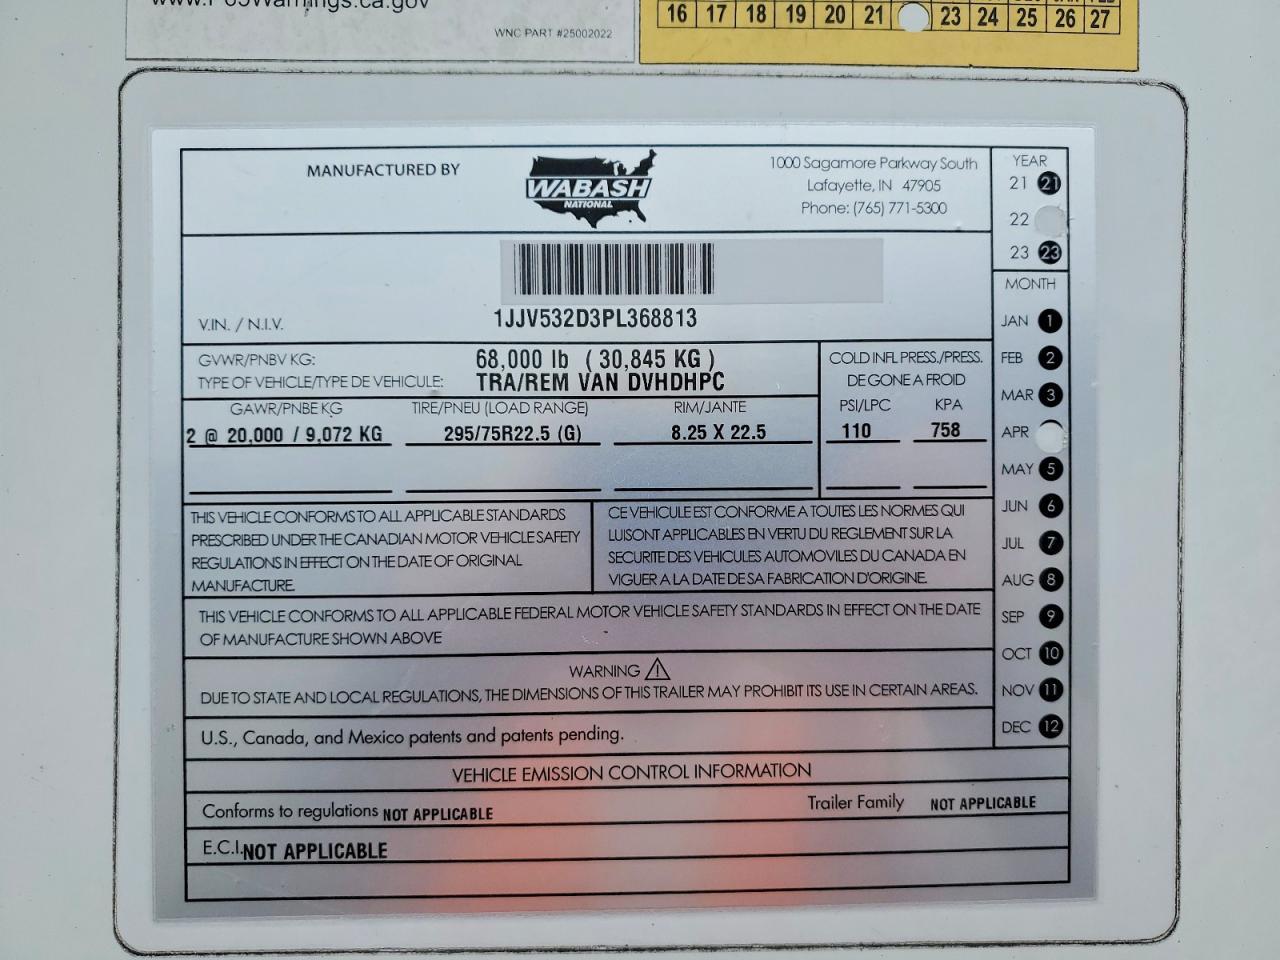 www.P65Warnings.ca.gov
WNC PART #25002022
16 17 18 19 20 21 23 24 25 26 27
MANUFACTURED BY
WABASH
NATIONAL
1000 Sagamore Parkway South
Lafayette, IN 47905
Phone: (765) 771-5300
YEAR
21 21
22
23 23
V.I.N. / N.I.V.
1JJV532D3PL368813
GVWR/PNBV KG: 68,000 lb ( 30,845 KG )
TYPE OF VEHICLE/TYPE DE VEHICULE: TRA/REM VAN DVHDHPC
GAWR/PNBE KG TIRE/PNEU (LOAD RANGE) RIM/JANTE
2 @ 20,000 / 9,072 KG 295/75R22.5 (G) 8.25 X 22.5
COLD INFL PRESS./PRESS.
DE GONE A FROID
PSI/LPC KPA
110 758
MONTH
JAN 1
FEB 2
MAR 3
APR
MAY 5
JUN 6
JUL 7
AUG 8
SEP 9
OCT 10
NOV 11
DEC 12
THIS VEHICLE CONFORMS TO ALL APPLICABLE STANDARDS
PRESCRIBED UNDER THE CANADIAN MOTOR VEHICLE SAFETY
REGULATIONS IN EFFECT ON THE DATE OF ORIGINAL
MANUFACTURE.
CE VEHICULE EST CONFORME A TOUTES LES NORMES QUI
LUISONT APPLICABLES EN VERTU DU REGLEMENT SUR LA
SECURITE DES VEHICULES AUTOMOVILES DU CANADA EN
VIGUER A LA DATE DE SA FABRICATION D'ORIGINE.
THIS VEHICLE CONFORMS TO ALL APPLICABLE FEDERAL MOTOR VEHICLE SAFETY STANDARDS IN EFFECT ON THE DATE
OF MANUFACTURE SHOWN ABOVE
WARNING
DUE TO STATE AND LOCAL REGULATIONS, THE DIMENSIONS OF THIS TRAILER MAY PROHIBIT ITS USE IN CERTAIN AREAS.
U.S., Canada, and Mexico patents and patents pending.
VEHICLE EMISSION CONTROL INFORMATION
Conforms to regulations NOT APPLICABLE Trailer Family NOT APPLICABLE
E.C.I. NOT APPLICABLE